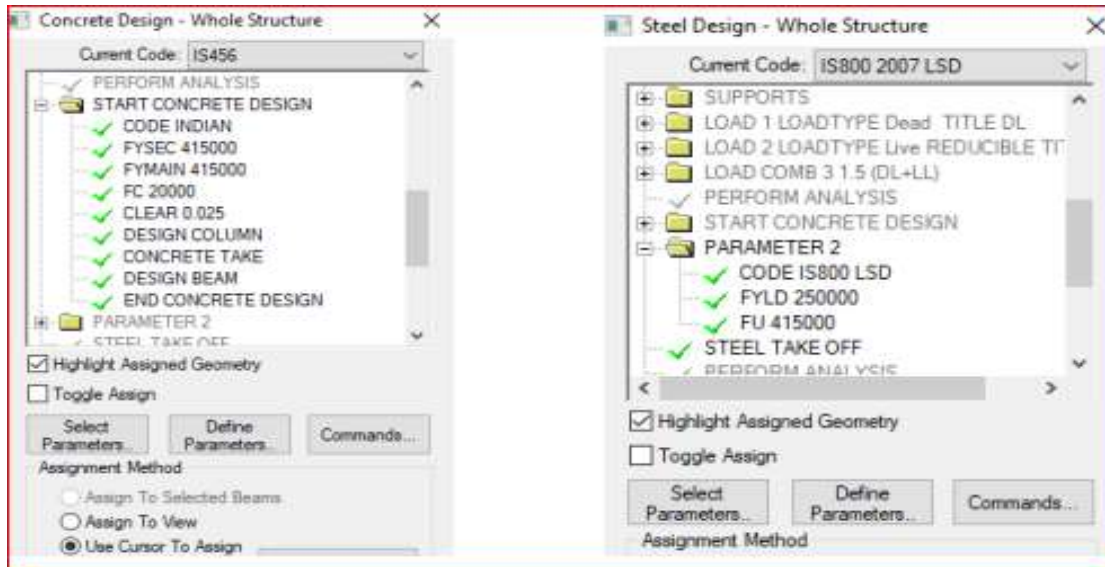 Concrete Design - Whole Structure
Current Code: IS456
PERFORM ANALYSIS
START CONCRETE DESIGN
CODE INDIAN
FYSEC 415000
FYMAIN 415000
FC 20000
CLEAR 0.025
DESIGN COLUMN
CONCRETE TAKE
DESIGN BEAM
END CONCRETE DESIGN
PARAMETER 2
STEEL TAKE OFF
Highlight Assigned Geometry
Toggle Assign
Select Parameters...
Define Parameters...
Commands...
Assignment Method
Assign To Selected Beams
Assign To View
Use Cursor To Assign
Steel Design - Whole Structure
Current Code: IS800 2007 LSD
SUPPORTS
LOAD 1 LOADTYPE Dead TITLE DL
LOAD 2 LOADTYPE Live REDUCIBLE TIT
LOAD COMB 3 1.5 (DL+LL)
PERFORM ANALYSIS
START CONCRETE DESIGN
PARAMETER 2
CODE IS800 LSD
FYLD 250000
FU 415000
STEEL TAKE OFF
PERFORM ANALYSIS
Highlight Assigned Geometry
Toggle Assign
Select Parameters...
Define Parameters...
Commands...
Assignment Method